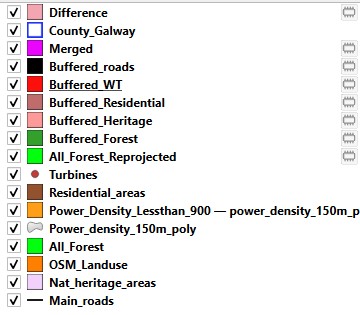 Difference
County_Galway
Merged
Buffered_roads
Buffered_WT
Buffered_Residential
Buffered_Heritage
Buffered_Forest
All_Forest_Reprojected
Turbines
Residential_areas
Power_Density_Lessthan_900 — power_density_150m_p
Power_density_150m_poly
All_Forest
OSM_Landuse
Nat_heritage_areas
Main_roads